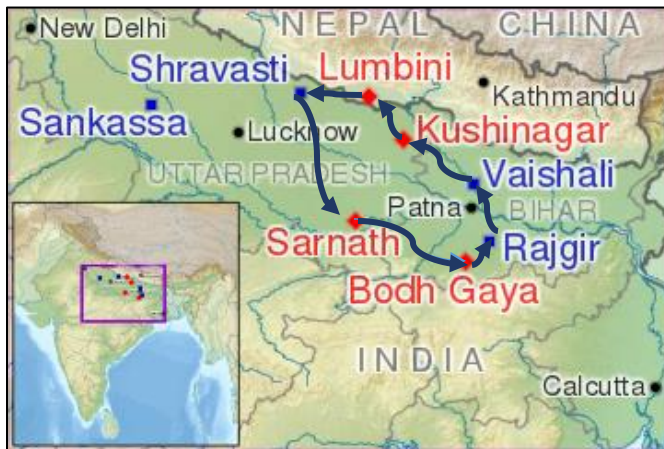 NEPAL
CHINA
New Delhi
Shravasti
Lumbini
Kathmandu
Sankassa
Lucknow
Kushinagar
UTTAR PRADESH
Vaishali
Patna
BIHAR
Sarnath
Rajgir
Bodh Gaya
INDIA
Calcutta